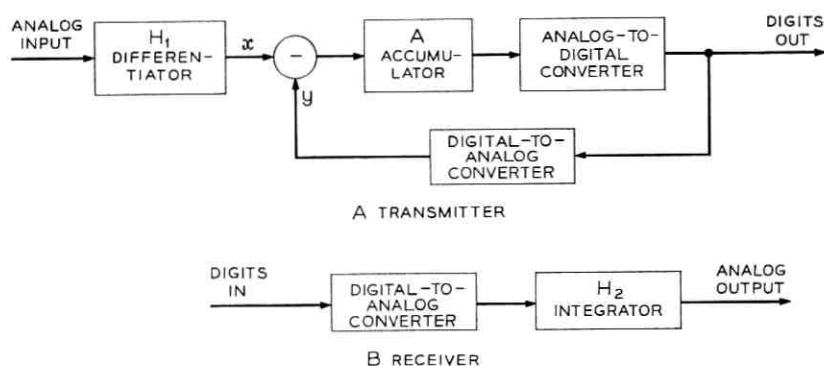 ANALOG
INPUT
H1
DIFFEREN-
TIATOR
x
−
y
A
ACCUMU-
LATOR
ANALOG-TO-
DIGITAL
CONVERTER
DIGITS
OUT
DIGITAL-TO-
ANALOG
CONVERTER
A TRANSMITTER
DIGITS
IN
DIGITAL-TO-
ANALOG
CONVERTER
H2
INTEGRATOR
ANALOG
OUTPUT
B RECEIVER